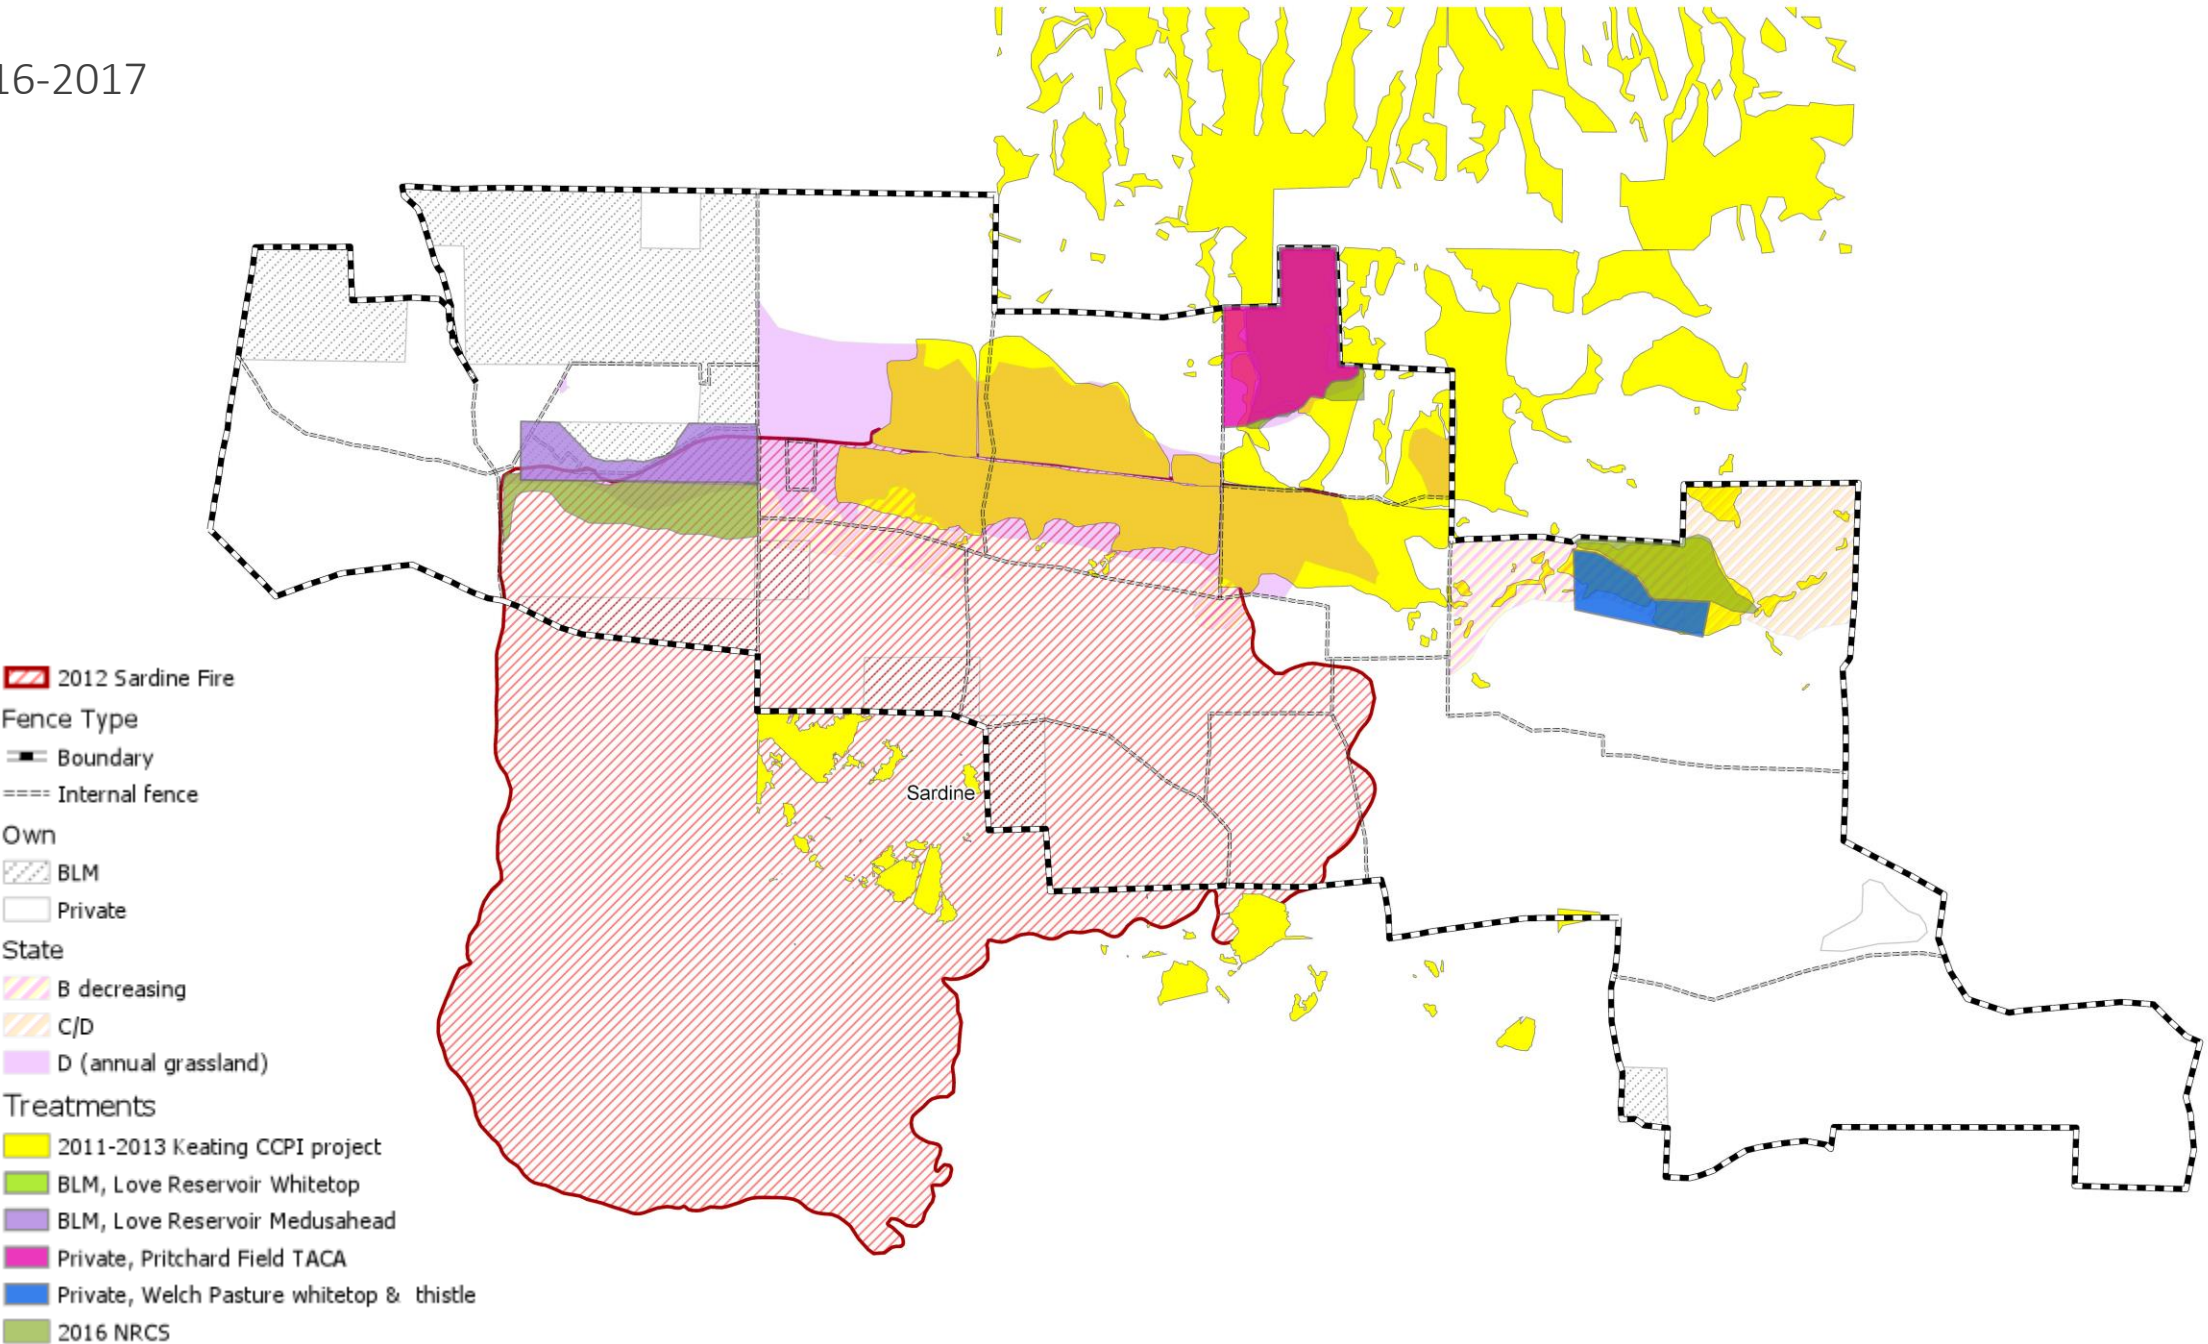 16-2017
Sardine
2012 Sardine Fire
Fence Type
Boundary
Internal fence
Own
BLM
Private
State
B decreasing
C/D
D (annual grassland)
Treatments
2011-2013 Keating CCPI project
BLM, Love Reservoir Whitetop
BLM, Love Reservoir Medusahead
Private, Pritchard Field TACA
Private, Welch Pasture whitetop & thistle
2016 NRCS